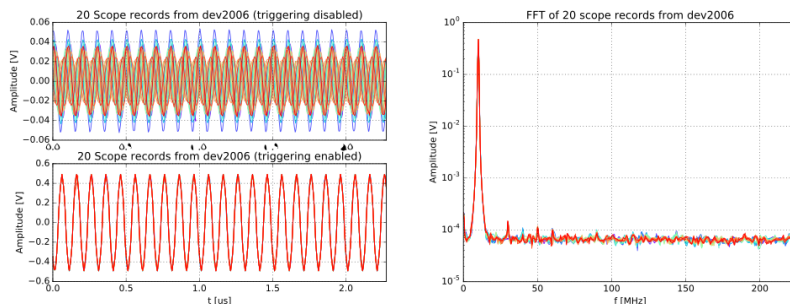 20 Scope records from dev2006 (triggering disabled)
0.06
0.04
0.02
0.00
−0.02
−0.04
−0.06
Amplitude [V]
20 Scope records from dev2006 (triggering enabled)
0.6
0.4
0.2
0.0
−0.2
−0.4
−0.6
Amplitude [V]
0.0 0.5 1.0 1.5 2.0
t [us]
FFT of 20 scope records from dev2006
10^0
10^-1
10^-2
10^-3
10^-4
10^-5
Amplitude [V]
0 50 100 150 200
f [MHz]